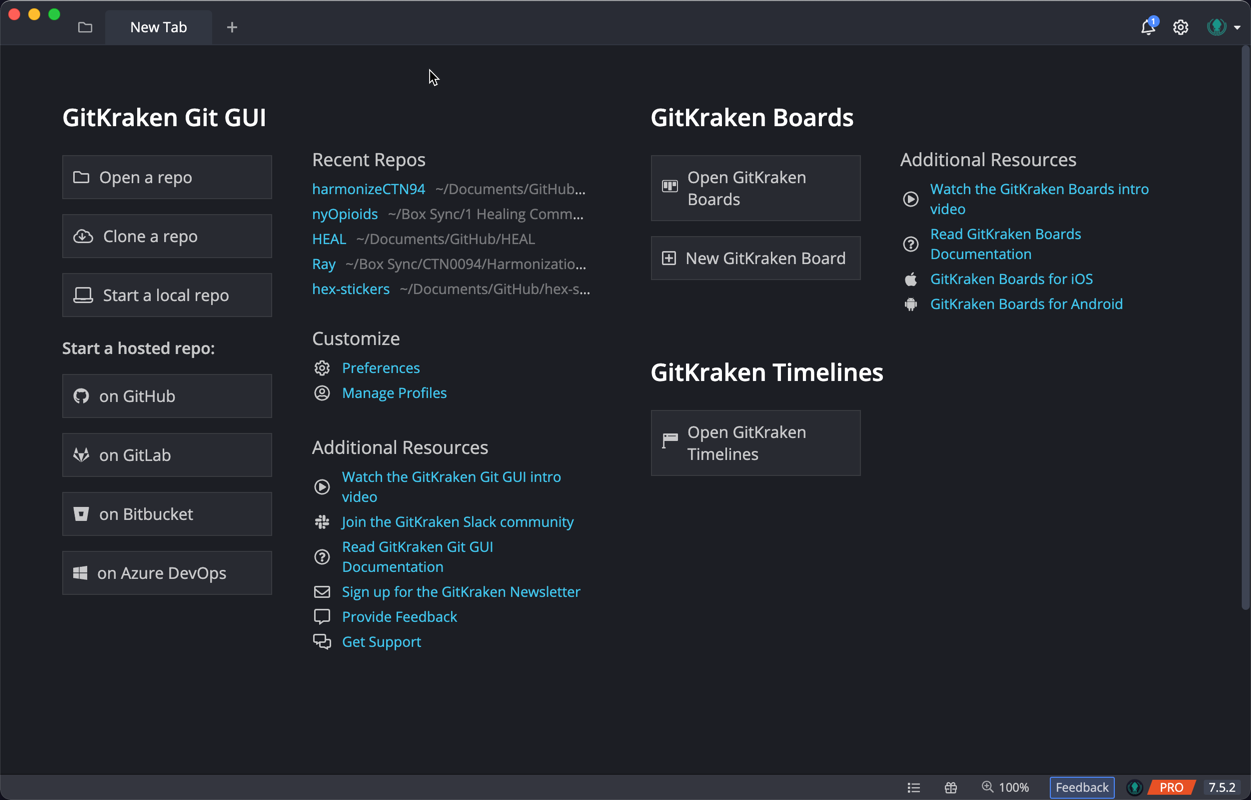 New Tab
1
GitKraken Git GUI
Open a repo
Clone a repo
Start a local repo
Start a hosted repo:
on GitHub
on GitLab
on Bitbucket
on Azure DevOps
Recent Repos
harmonizeCTN94 ~/Documents/GitHub...
nyOpioids ~/Box Sync/1 Healing Comm...
HEAL ~/Documents/GitHub/HEAL
Ray ~/Box Sync/CTN0094/Harmonizatio...
hex-stickers ~/Documents/GitHub/hex-s...
Customize
Preferences
Manage Profiles
Additional Resources
Watch the GitKraken Git GUI intro
video
Join the GitKraken Slack community
Read GitKraken Git GUI
Documentation
Sign up for the GitKraken Newsletter
Provide Feedback
Get Support
GitKraken Boards
Open GitKraken
Boards
New GitKraken Board
Additional Resources
Watch the GitKraken Boards intro
video
Read GitKraken Boards
Documentation
GitKraken Boards for iOS
GitKraken Boards for Android
GitKraken Timelines
Open GitKraken
Timelines
100%
Feedback
PRO
7.5.2